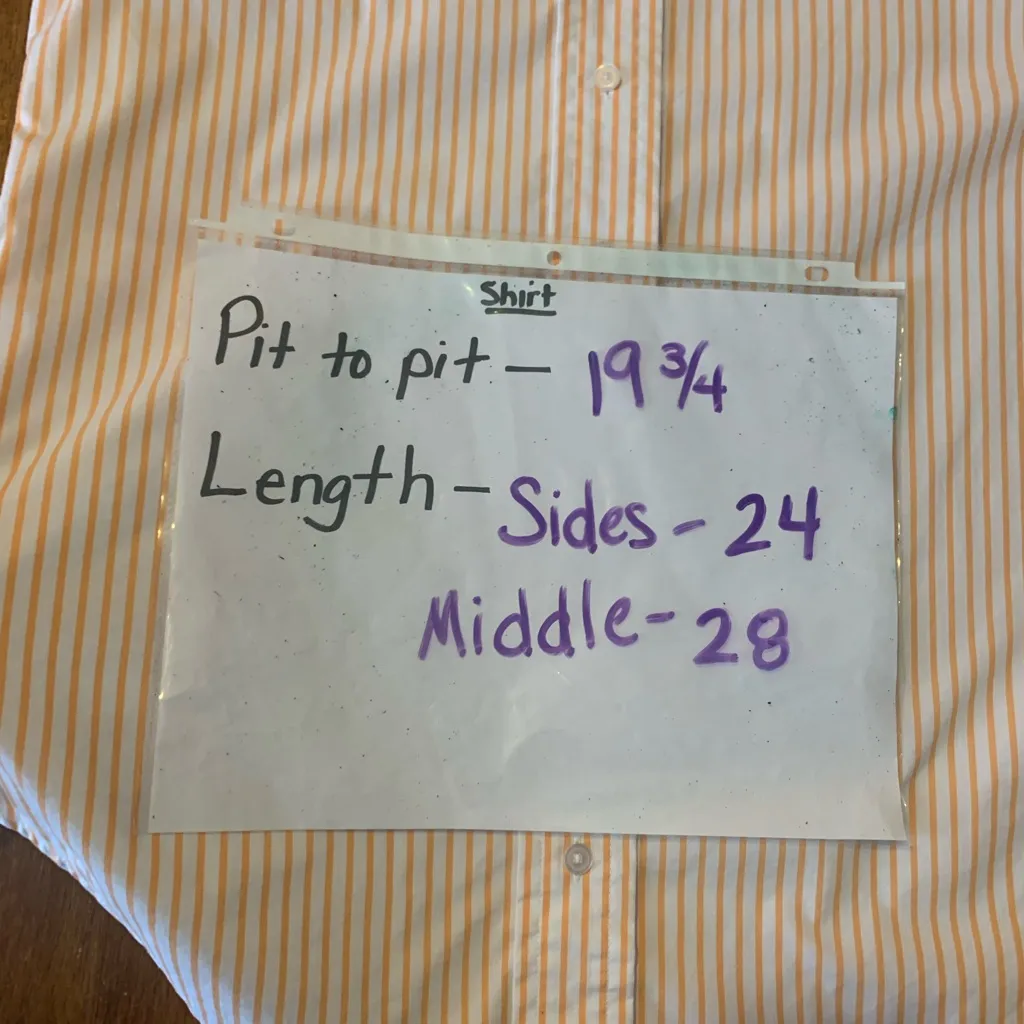 Shirt
Pit to pit - 19 3/4
Length - Sides - 24
Middle - 28